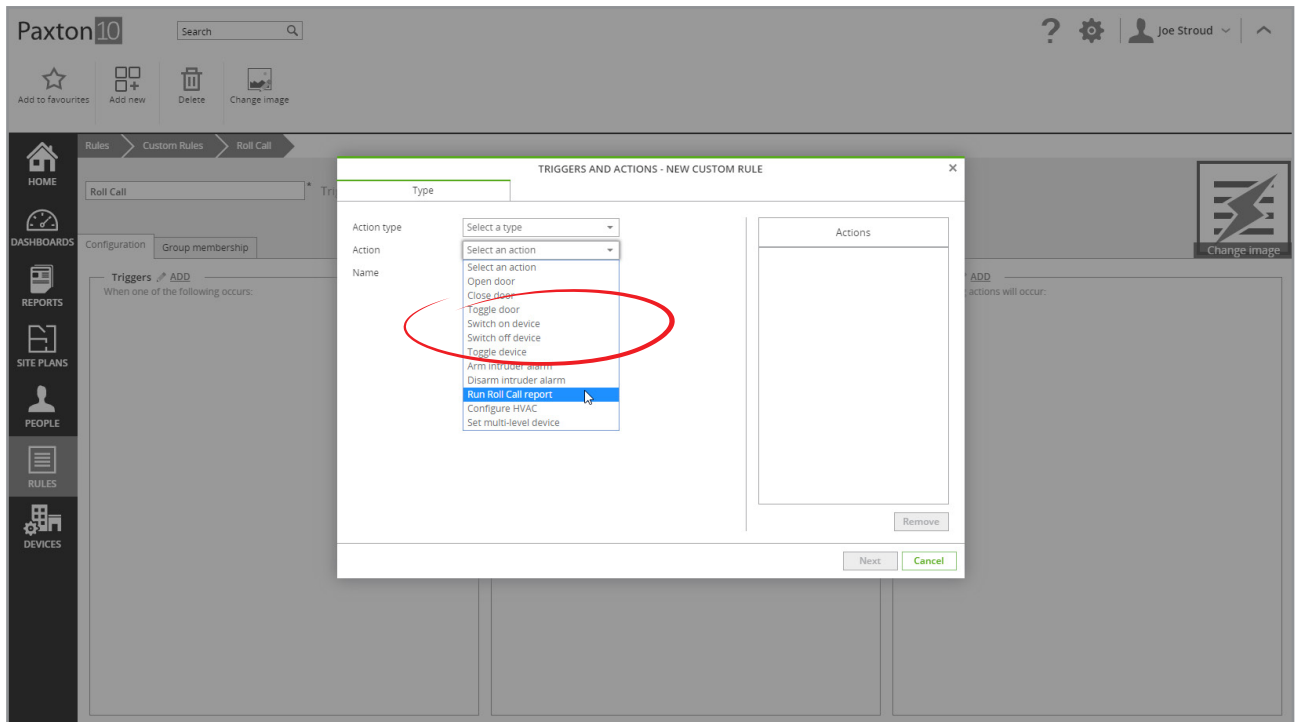 Paxton 10
Search
Joe Stroud
Add to favourites
Add new
Delete
Change image
HOME
DASHBOARDS
REPORTS
SITE PLANS
PEOPLE
RULES
DEVICES
Rules
Custom Rules
Roll Call
Roll Call
* Tri
Configuration
Group membership
Triggers ADD
When one of the following occurs:
TRIGGERS AND ACTIONS - NEW CUSTOM RULE
Type
Action type
Select a type
Action
Select an action
Name
Select an action
Open door
Close door
Toggle door
Switch on device
Switch off device
Toggle device
Arm intruder alarm
Disarm intruder alarm
Run Roll Call report
Configure HVAC
Set multi-level device
Actions
Remove
Next
Cancel
Change image
ADD
actions will occur: